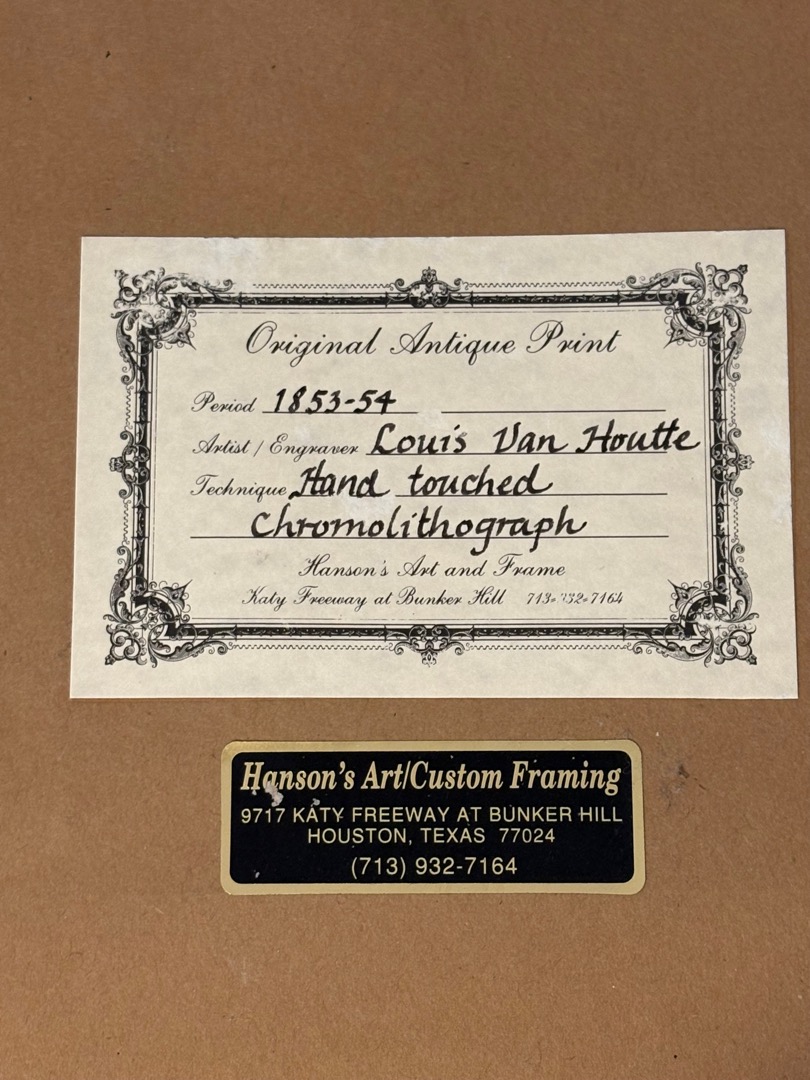 Original Antique Print
Period 1853-54
Artist / Engraver Louis Van Houtte
Technique Hand touched
Chromolithograph
Hanson's Art and Frame
Katy Freeway at Bunker Hill 713-932-7164
Hanson's Art/Custom Framing
9717 KATY FREEWAY AT BUNKER HILL
HOUSTON, TEXAS 77024
(713) 932-7164